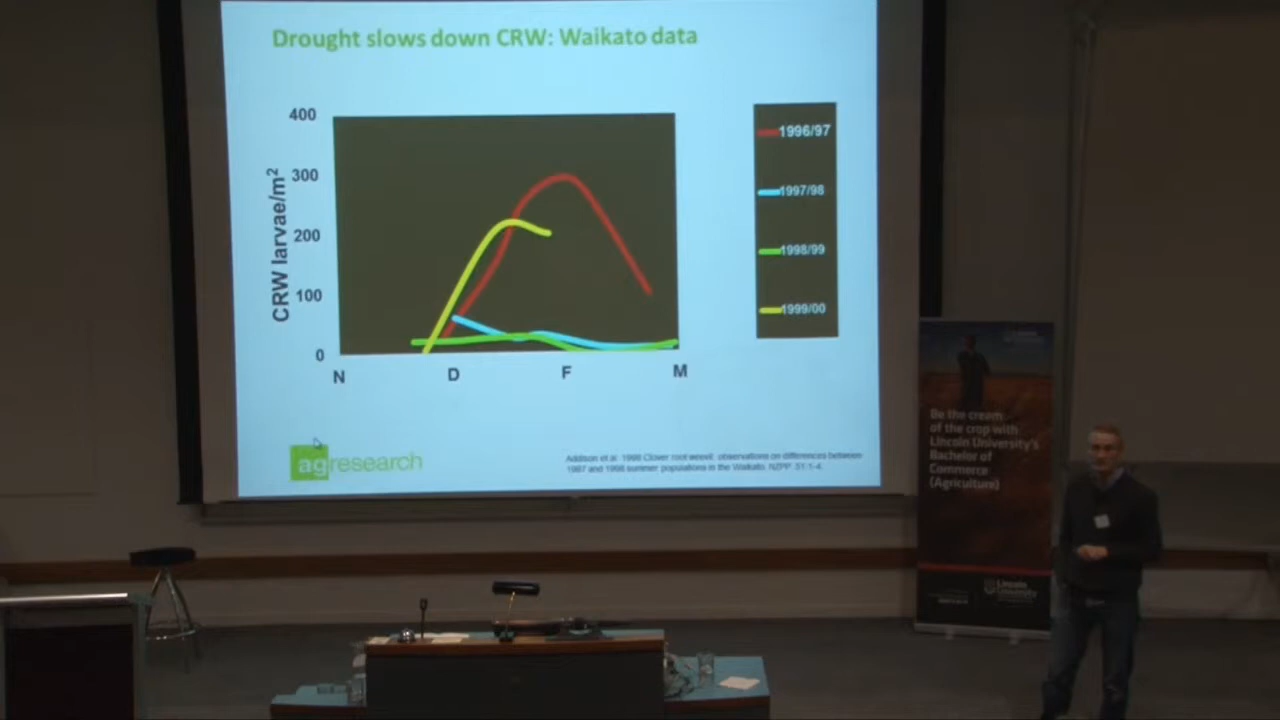 Drought slows down CRW: Waikato data
400
300
200
100
0
CRW larvae/m²
N D F M
1996/97
1997/98
1998/99
1999/00
agresearch
Addison et al. 1998 Clover root weevil: observations on differences between
1997 and 1998 summer populations in the Waikato. NZPP. 51:1-4.
Be the cream
of the crop with
Lincoln University's
Bachelor of
Commerce
(Agriculture)
Lincoln
University